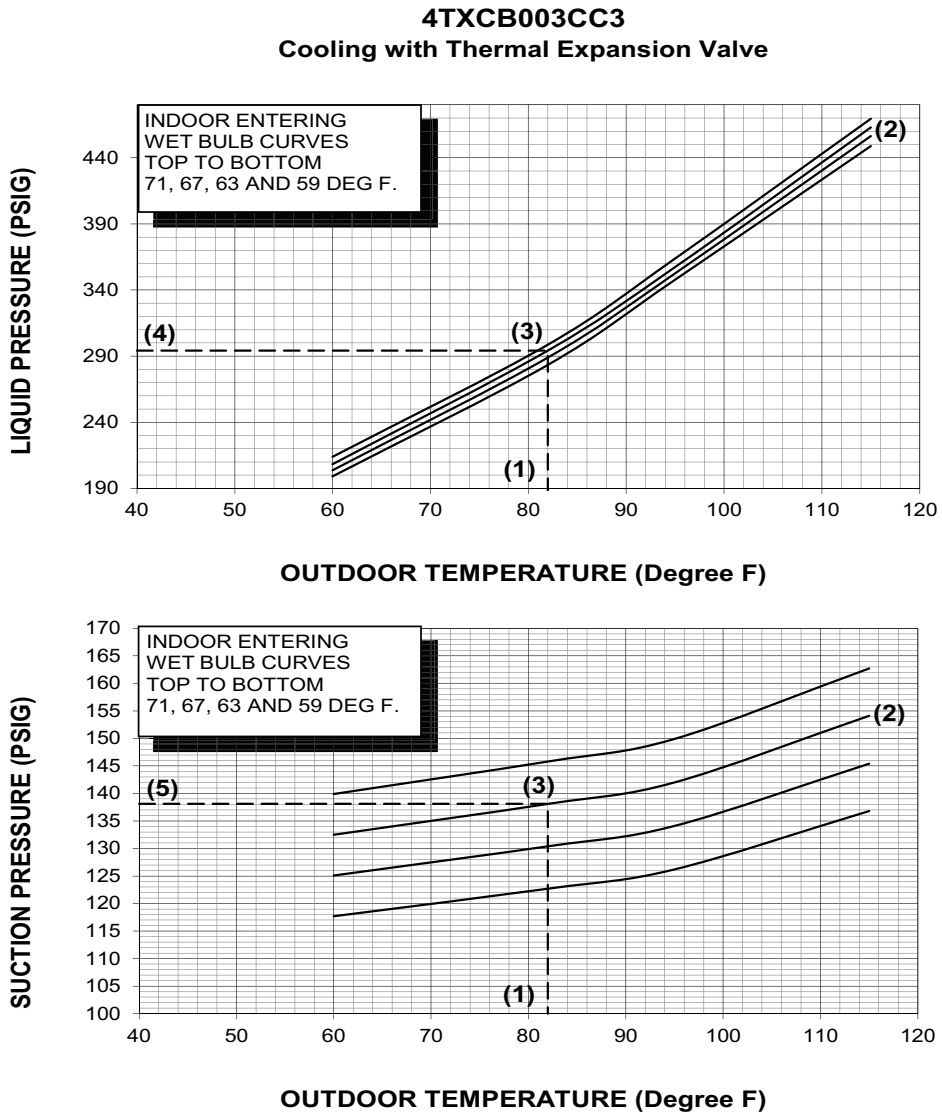 4TXCB003CC3
Cooling with Thermal Expansion Valve
INDOOR ENTERING
WET BULB CURVES
TOP TO BOTTOM
71, 67, 63 AND 59 DEG F.
LIQUID PRESSURE (PSIG)
440
390
340
290
240
190
(2)
(3)
(4)
(1)
40 50 60 70 80 90 100 110 120
OUTDOOR TEMPERATURE (Degree F)
INDOOR ENTERING
WET BULB CURVES
TOP TO BOTTOM
71, 67, 63 AND 59 DEG F.
SUCTION PRESSURE (PSIG)
170
165
160
155
150
145
140
135
130
125
120
115
110
105
100
(2)
(3)
(5)
(1)
40 50 60 70 80 90 100 110 120
OUTDOOR TEMPERATURE (Degree F)